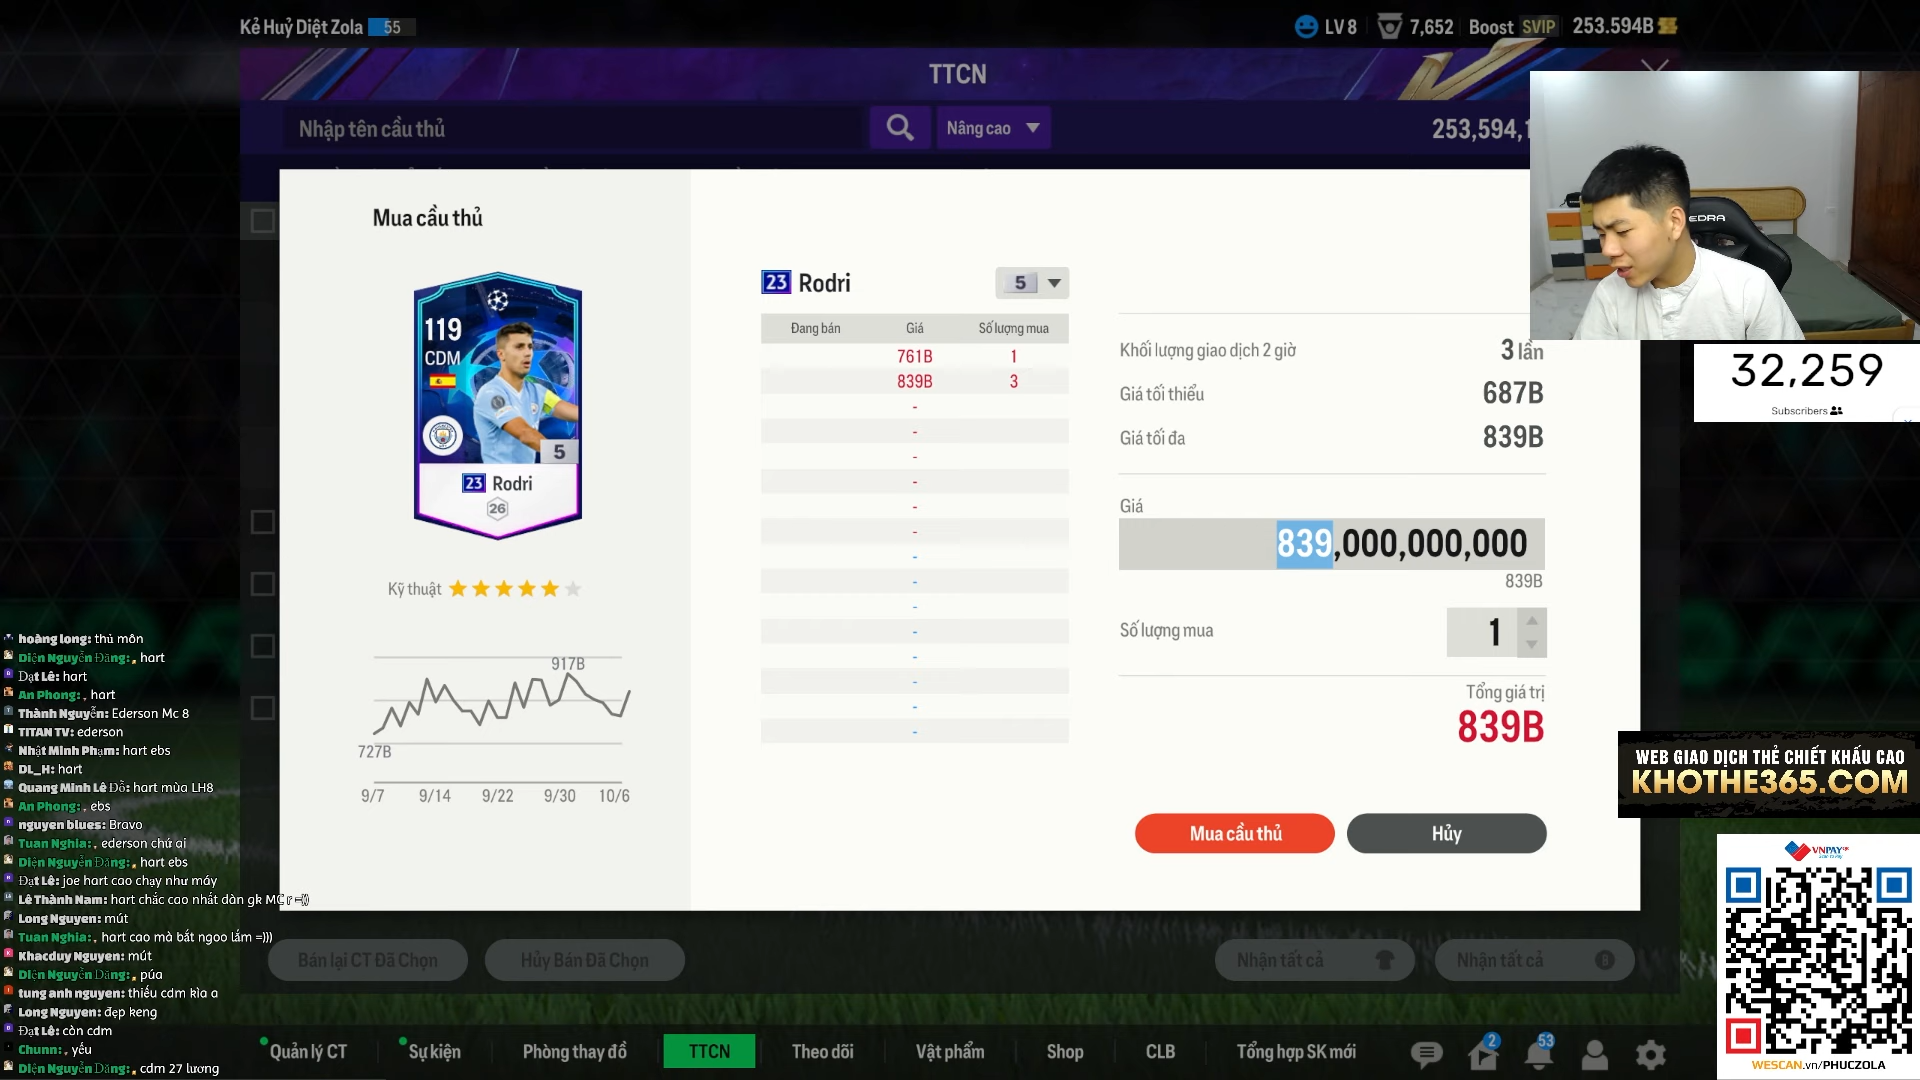 Kẻ Huỷ Diệt Zola 55
LV 8 7,652 Boost SVIP 253.594B
TTCN
Nhập tên cầu thủ
Nâng cao
253,594,1
EDRA
Mua cầu thủ
119
CDM
5
23 Rodri
26
Kỹ thuật
917B
727B
9/7 9/14 9/22 9/30 10/6
23 Rodri 5
Đang bán Giá Số lượng mua
761B 1
839B 3
-
-
-
-
-
-
-
-
-
-
-
-
-
-
Khối lượng giao dịch 2 giờ 3 lần
Giá tối thiểu 687B
Giá tối đa 839B
Giá
839,000,000,000
839B
Số lượng mua 1
Tổng giá trị
839B
Mua cầu thủ Hủy
32,259
Subscribers
WEB GIAO DỊCH THẺ CHIẾT KHẤU CAO
KHOTHE365.COM
VNPAY
WESCAN.vn/PHUCZOLA
hoàng long: thủ môn
Diện Nguyễn Đăng: , hart
Đạt Lê: hart
An Phong: , hart
Thành Nguyễn: Ederson Mc 8
TITAN TV: ederson
Nhật Minh Phạm: hart ebs
DL_H: hart
Quang Minh Lê Đồ: hart mùa LH8
An Phong: , ebs
nguyen blues: Bravo
Tuan Nghia: , ederson chứ ai
Diện Nguyễn Đăng: , hart ebs
Đạt Lê: joe hart cao chạy như máy
Lê Thành Nam: hart chắc cao nhất dàn gk MC r =))
Long Nguyen: mút
Tuan Nghia: , hart cao mà bắt ngoo lắm =)))
Khacduy Nguyen: mút
Diện Nguyễn Đăng: , púa
tung anh nguyen: thiếu cdm kìa a
Long Nguyen: đẹp keng
Đạt Lê: còn cdm
Chunn: , yếu
Diện Nguyễn Đăng: , cdm 27 lương
Bán lại CT Đã Chọn Hủy Bán Đã Chọn Nhận tất cả Nhận tất cả
Quản lý CT Sự kiện Phòng thay đồ TTCN Theo dõi Vật phẩm Shop CLB Tổng hợp SK mới 2 53